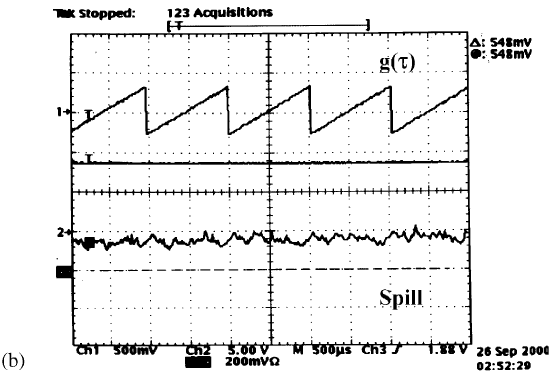 Tek Stopped: 123 Acquisitions
Δ: 548mV
@: 548mV
g(τ)
1→
2→
Spill
Ch1 500mV Ch2 5.00 V M 500µs Ch3 ∫ 1.88 V
200mVΩ
26 Sep 2000
02:52:29
(b)